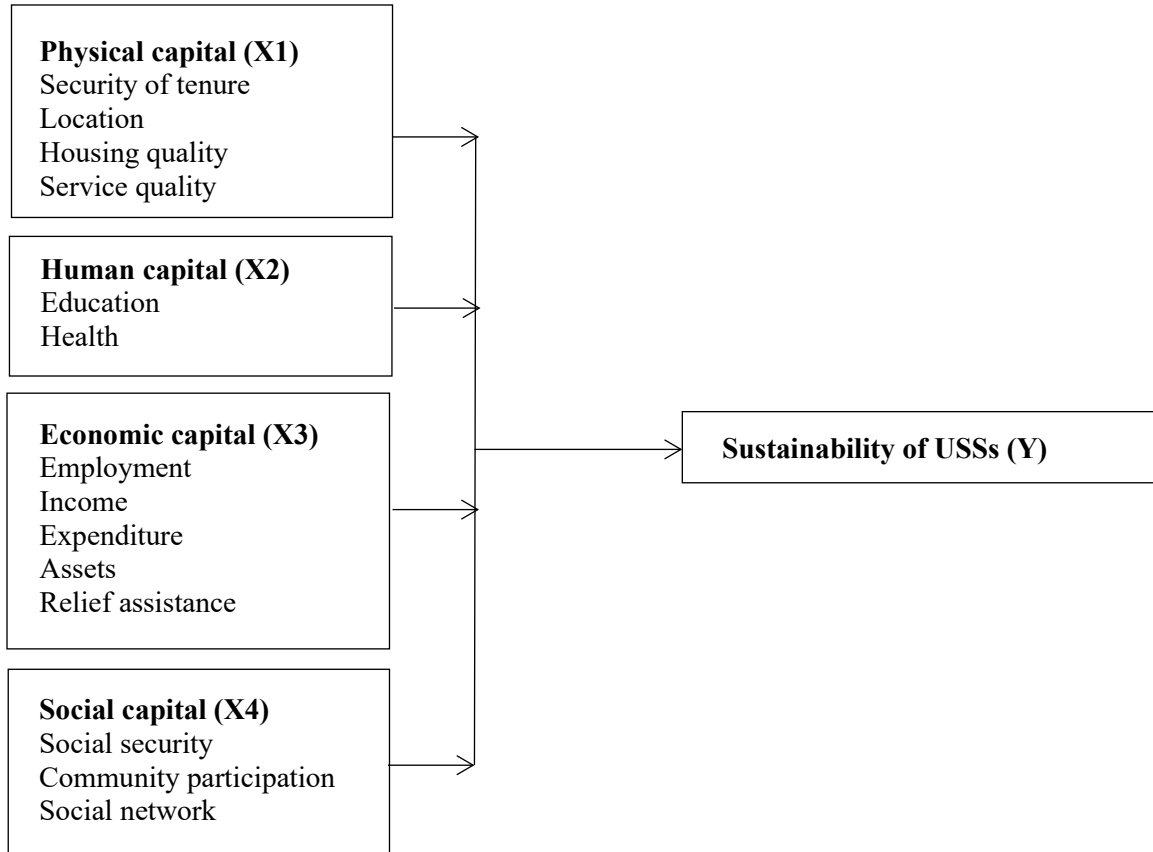 Physical capital (X1)
Security of tenure
Location
Housing quality
Service quality
Human capital (X2)
Education
Health
Economic capital (X3)
Employment
Income
Expenditure
Assets
Relief assistance
Social capital (X4)
Social security
Community participation
Social network
Sustainability of USSs (Y)